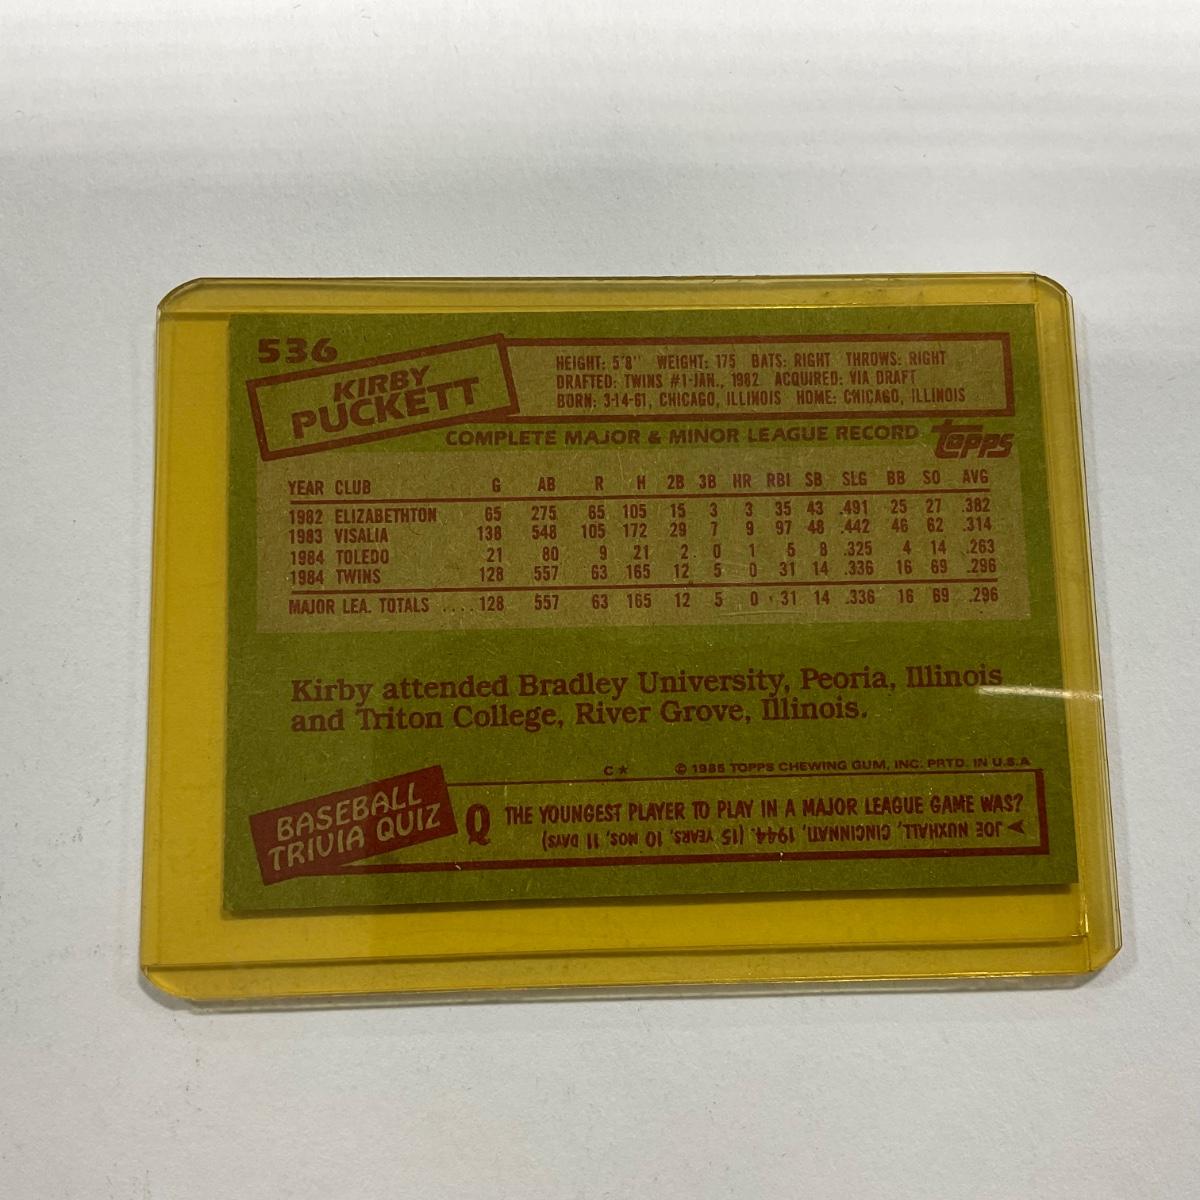 536
KIRBY
PUCKETT
HEIGHT: 5'8" WEIGHT: 175 BATS: RIGHT THROWS: RIGHT
DRAFTED: TWINS #1-JAN., 1982 ACQUIRED: VIA DRAFT
BORN: 3-14-61, CHICAGO, ILLINOIS HOME: CHICAGO, ILLINOIS
COMPLETE MAJOR & MINOR LEAGUE RECORD topps
YEAR CLUB G AB R H 2B 3B HR RBI SB SLG BB SO AVG
1982 ELIZABETHTON 65 275 65 105 15 3 3 35 43 .491 25 27 .382
1983 VISALIA 138 548 105 172 29 7 9 97 48 .442 46 62 .314
1984 TOLEDO 21 80 9 21 2 0 1 5 8 .325 4 14 .263
1984 TWINS 128 557 63 165 12 5 0 31 14 .336 16 69 .296
MAJOR LEA. TOTALS .... 128 557 63 165 12 5 0 31 14 .336 16 69 .296
Kirby attended Bradley University, Peoria, Illinois
and Triton College, River Grove, Illinois.
C★ © 1985 TOPPS CHEWING GUM, INC. PRTD. IN U.S.A
BASEBALL
TRIVIA QUIZ
Q THE YOUNGEST PLAYER TO PLAY IN A MAJOR LEAGUE GAME WAS?
JOE NUXHALL, CINCINNATI, 1944. (15 YEARS, 10 MOS, 11 DAYS)